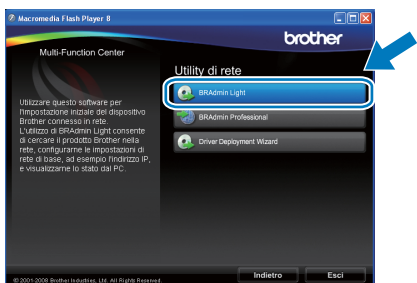 Macromedia Flash Player 8
brother
Multi-Function Center
Utility di rete
BRAdmin Light
BRAdmin Professional
Driver Deployment Wizard
Utilizzare questo software per
l'impostazione iniziale del dispositivo
Brother connesso in rete.
L'utilizzo di BRAdmin Light consente
di cercare il prodotto Brother nella
rete, configurarne le impostazioni di
rete di base, ad esempio l'indirizzo IP,
e visualizzarne lo stato dal PC.
Indietro
Esci
© 2001-2008 Brother Industries, Ltd. All Rights Reserved.